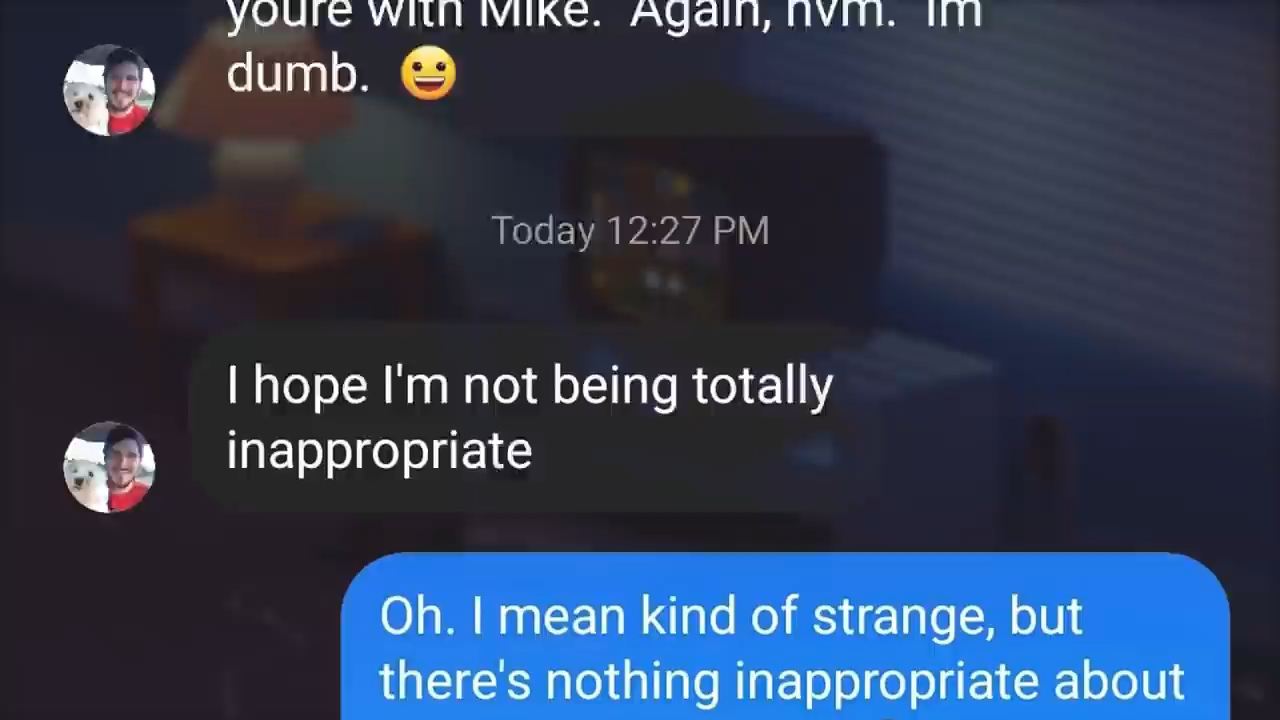 youre with Mike. Again, nvm. Im
dumb. 😀
Today 12:27 PM
I hope I'm not being totally
inappropriate
Oh. I mean kind of strange, but
there's nothing inappropriate about